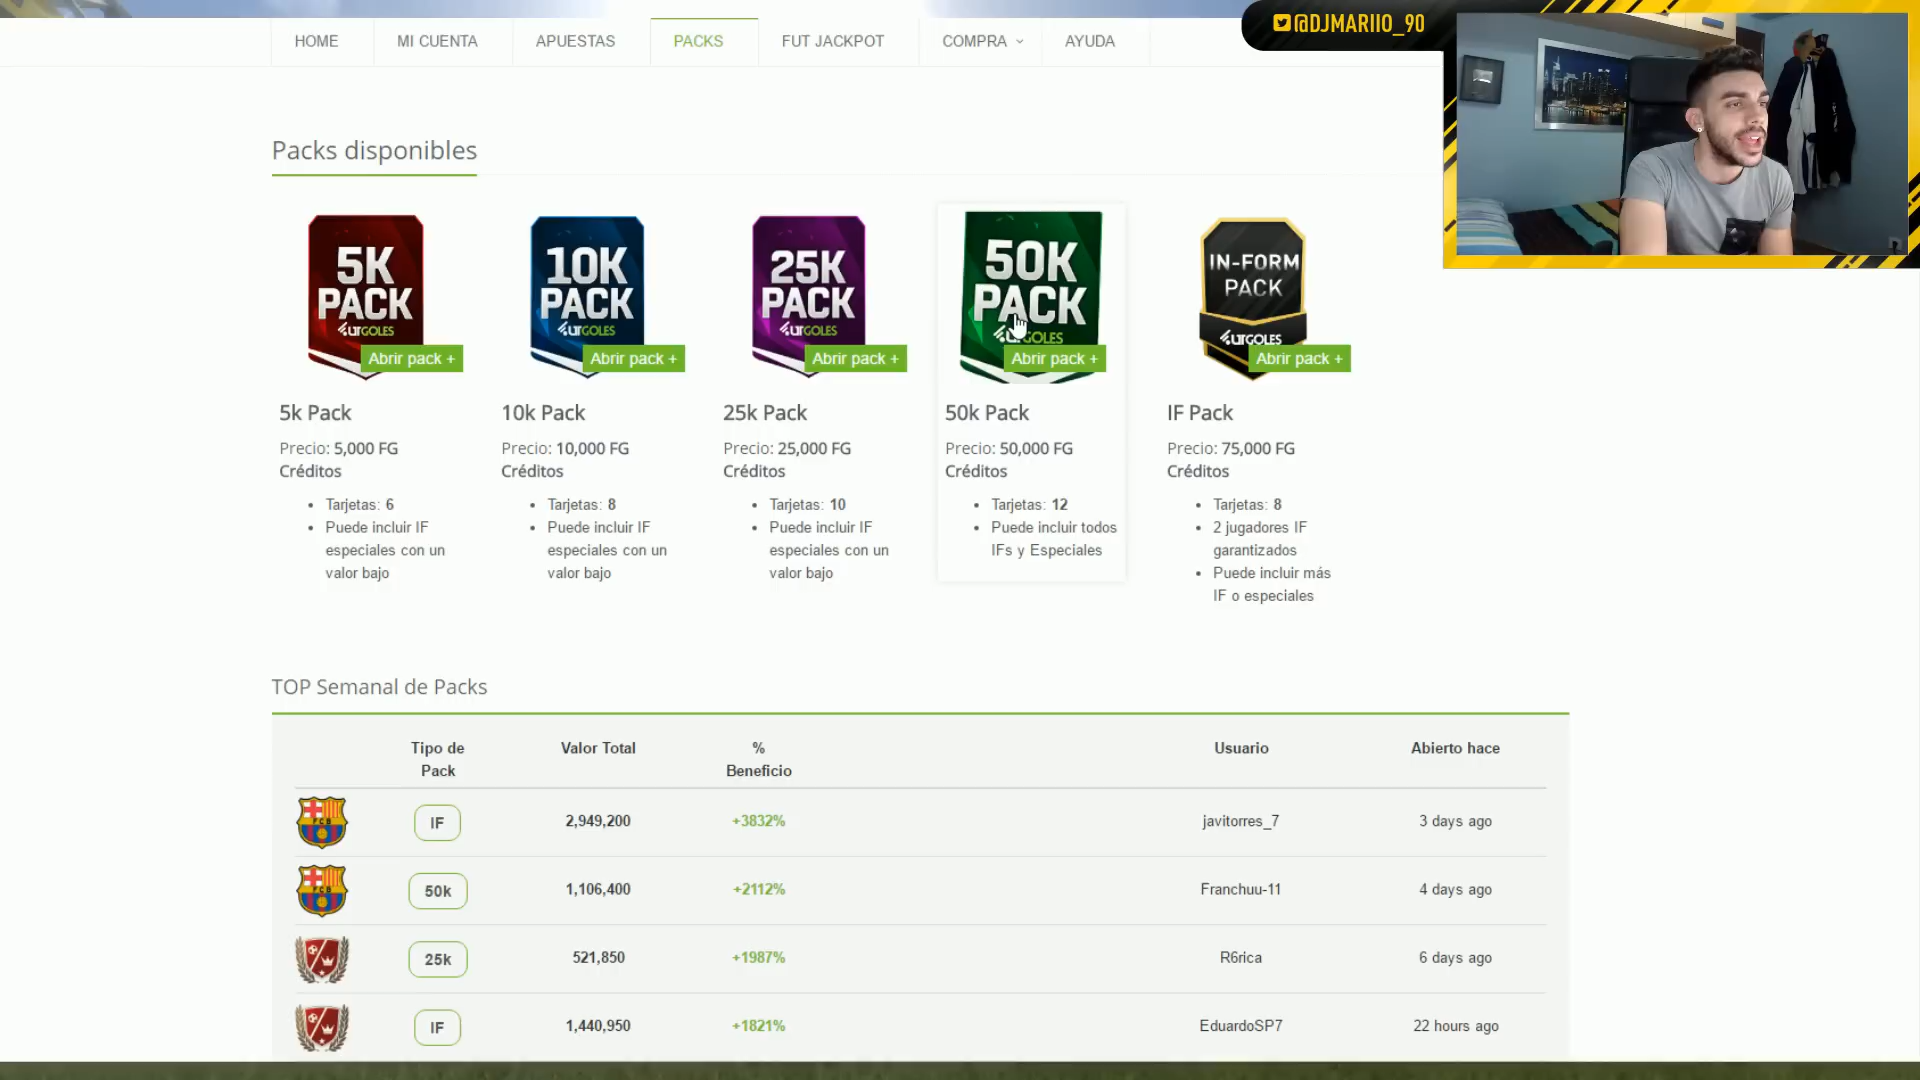 HOME MI CUENTA APUESTAS PACKS FUT JACKPOT COMPRA AYUDA
@DJMARIIO_90
Packs disponibles
5K
PACK
FUTGOLES
Abrir pack +
10K
PACK
FUTGOLES
Abrir pack +
25K
PACK
FUTGOLES
Abrir pack +
50K
PACK
Abrir pack +
IN-FORM
PACK
FUTGOLES
Abrir pack +
5k Pack
Precio: 5,000 FG
Créditos
• Tarjetas: 6
• Puede incluir IF
especiales con un
valor bajo
10k Pack
Precio: 10,000 FG
Créditos
• Tarjetas: 8
• Puede incluir IF
especiales con un
valor bajo
25k Pack
Precio: 25,000 FG
Créditos
• Tarjetas: 10
• Puede incluir IF
especiales con un
valor bajo
50k Pack
Precio: 50,000 FG
Créditos
• Tarjetas: 12
• Puede incluir todos
IFs y Especiales
IF Pack
Precio: 75,000 FG
Créditos
• Tarjetas: 8
• 2 jugadores IF
garantizados
• Puede incluir más
IF o especiales
TOP Semanal de Packs
Tipo de
Pack
Valor Total
%
Beneficio
Usuario
Abierto hace
IF 2,949,200 +3832% javitorres_7 3 days ago
50k 1,106,400 +2112% Franchuu-11 4 days ago
25k 521,850 +1987% R6rica 6 days ago
IF 1,440,950 +1821% EduardoSP7 22 hours ago